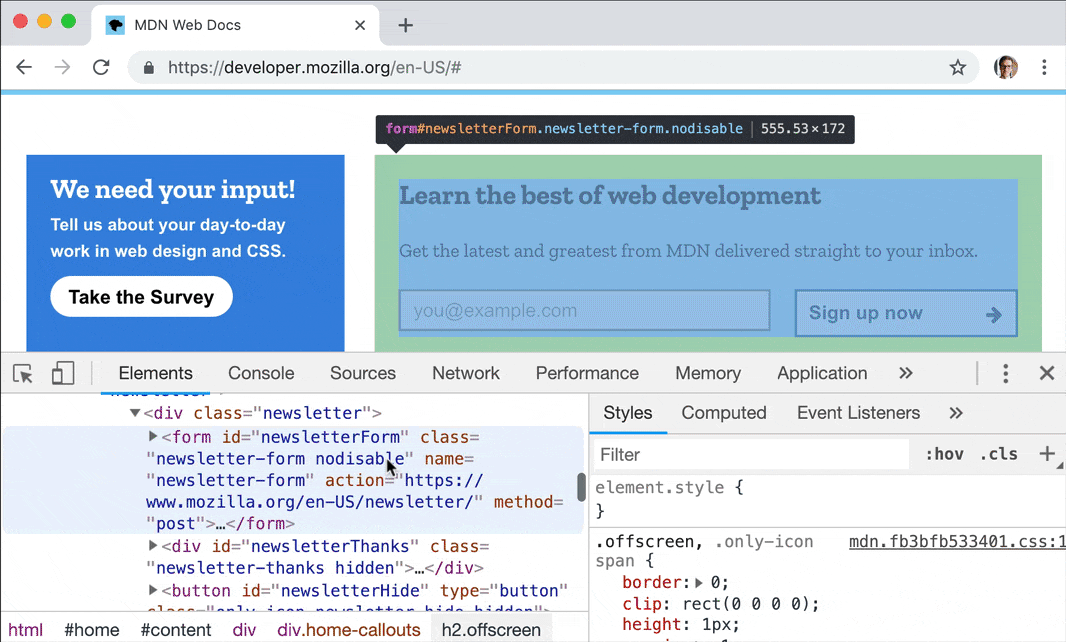 MDN Web Docs
https://developer.mozilla.org/en-US/#
form#newsletterForm.newsletter-form.nodisable 555.53×172
We need your input!
Tell us about your day-to-day
work in web design and CSS.
Take the Survey
Learn the best of web development
Get the latest and greatest from MDN delivered straight to your inbox.
you@example.com
Sign up now
Elements Console Sources Network Performance Memory Application »
<div class="newsletter">
<form id="newsletterForm" class=
"newsletter-form nodisable" name=
"newsletter-form" action="https://
www.mozilla.org/en-US/newsletter/" method=
"post">…</form>
<div id="newsletterThanks" class=
"newsletter-thanks hidden">…</div>
<button id="newsletterHide" type="button"
class="only-icon newsletter-hide hidden">
html #home #content div div.home-callouts h2.offscreen
Styles Computed Event Listeners »
Filter :hov .cls +
element.style {
}
.offscreen, .only-icon mdn.fb3bfb533401.css:1
span {
border: 0;
clip: rect(0 0 0 0);
height: 1px;